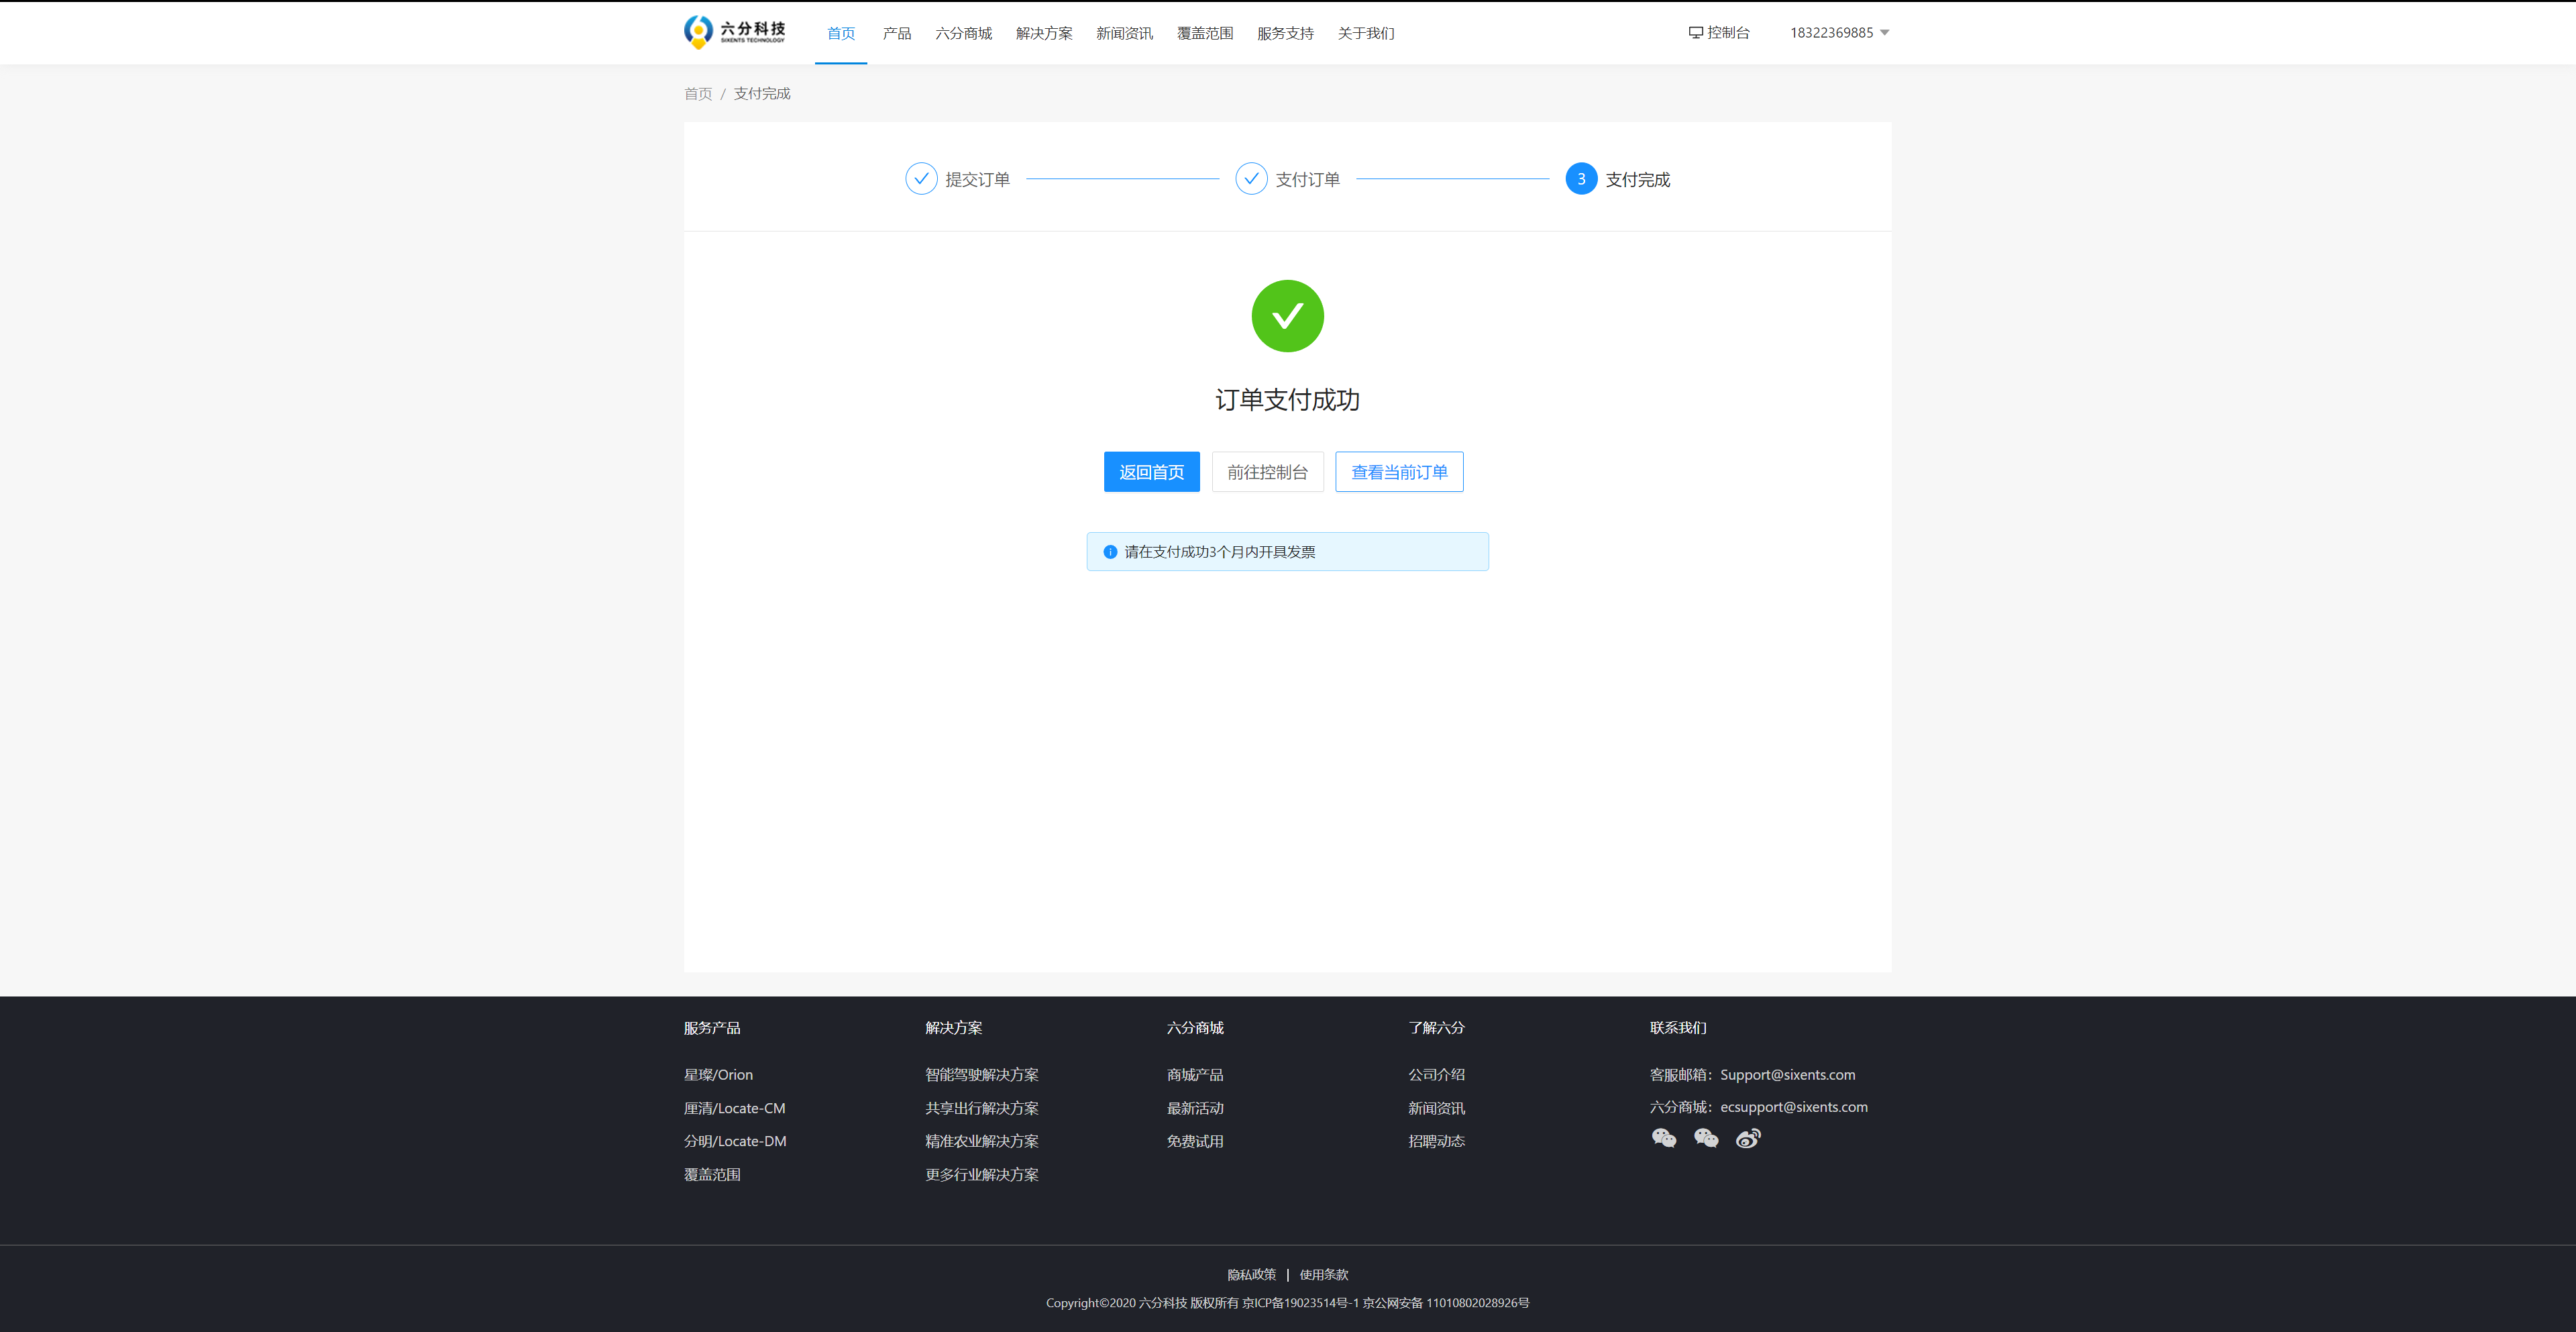 六分科技
SIXENTS TECHNOLOGY
首页 产品 六分商城 解决方案 新闻资讯 覆盖范围 服务支持 关于我们 控制台 18322369885
首页 / 支付完成
提交订单 支付订单 3 支付完成
订单支付成功
返回首页 前往控制台 查看当前订单
请在支付成功3个月内开具发票
服务产品 解决方案 六分商城 了解六分 联系我们
星璨/Orion 智能驾驶解决方案 商城产品 公司介绍 客服邮箱：Support@sixents.com
厘清/Locate-CM 共享出行解决方案 最新活动 新闻资讯 六分商城：ecsupport@sixents.com
分明/Locate-DM 精准农业解决方案 免费试用 招聘动态
覆盖范围 更多行业解决方案
隐私政策 | 使用条款
Copyright©2020 六分科技 版权所有 京ICP备19023514号-1 京公网安备 11010802028926号